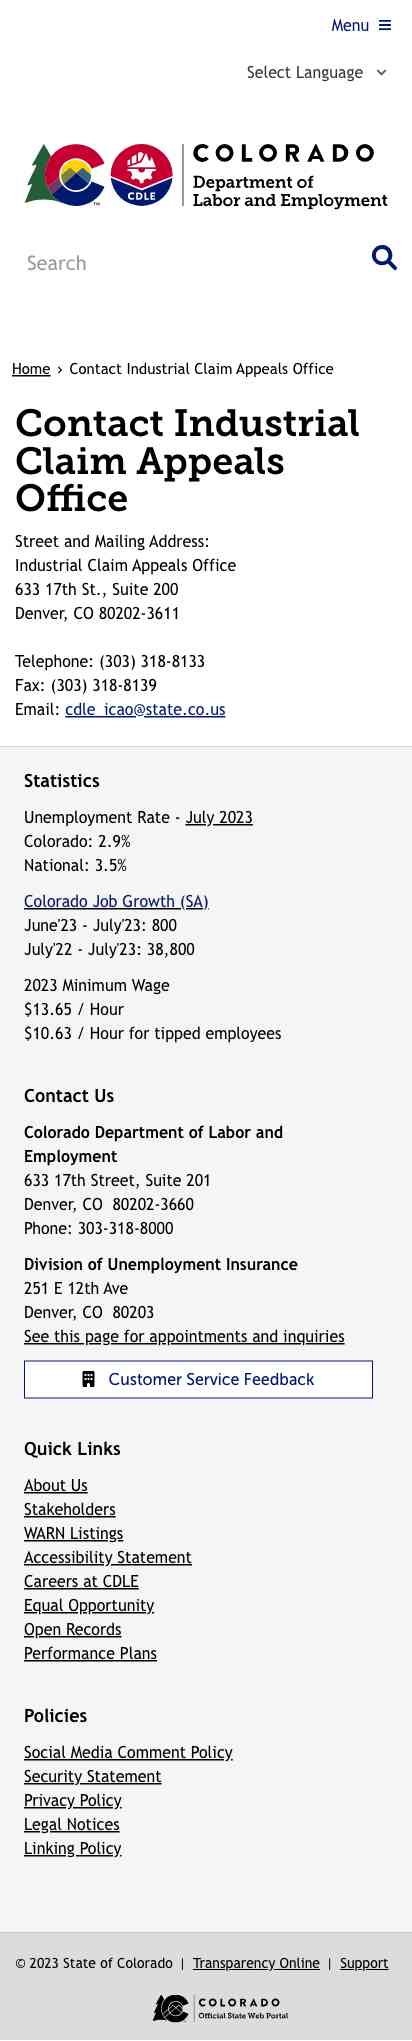 Menu
Select Language
COLORADO
Department of
Labor and Employment
CDLE
TM
Search
Home › Contact Industrial Claim Appeals Office
Contact Industrial
Claim Appeals
Office
Street and Mailing Address:
Industrial Claim Appeals Office
633 17th St., Suite 200
Denver, CO 80202-3611
Telephone: (303) 318-8133
Fax: (303) 318-8139
Email: cdle_icao@state.co.us
Statistics
Unemployment Rate - July 2023
Colorado: 2.9%
National: 3.5%
Colorado Job Growth (SA)
June'23 - July'23: 800
July'22 - July'23: 38,800
2023 Minimum Wage
$13.65 / Hour
$10.63 / Hour for tipped employees
Contact Us
Colorado Department of Labor and
Employment
633 17th Street, Suite 201
Denver, CO  80202-3660
Phone: 303-318-8000
Division of Unemployment Insurance
251 E 12th Ave
Denver, CO  80203
See this page for appointments and inquiries
Customer Service Feedback
Quick Links
About Us
Stakeholders
WARN Listings
Accessibility Statement
Careers at CDLE
Equal Opportunity
Open Records
Performance Plans
Policies
Social Media Comment Policy
Security Statement
Privacy Policy
Legal Notices
Linking Policy
© 2023 State of Colorado | Transparency Online | Support
COLORADO
Official State Web Portal